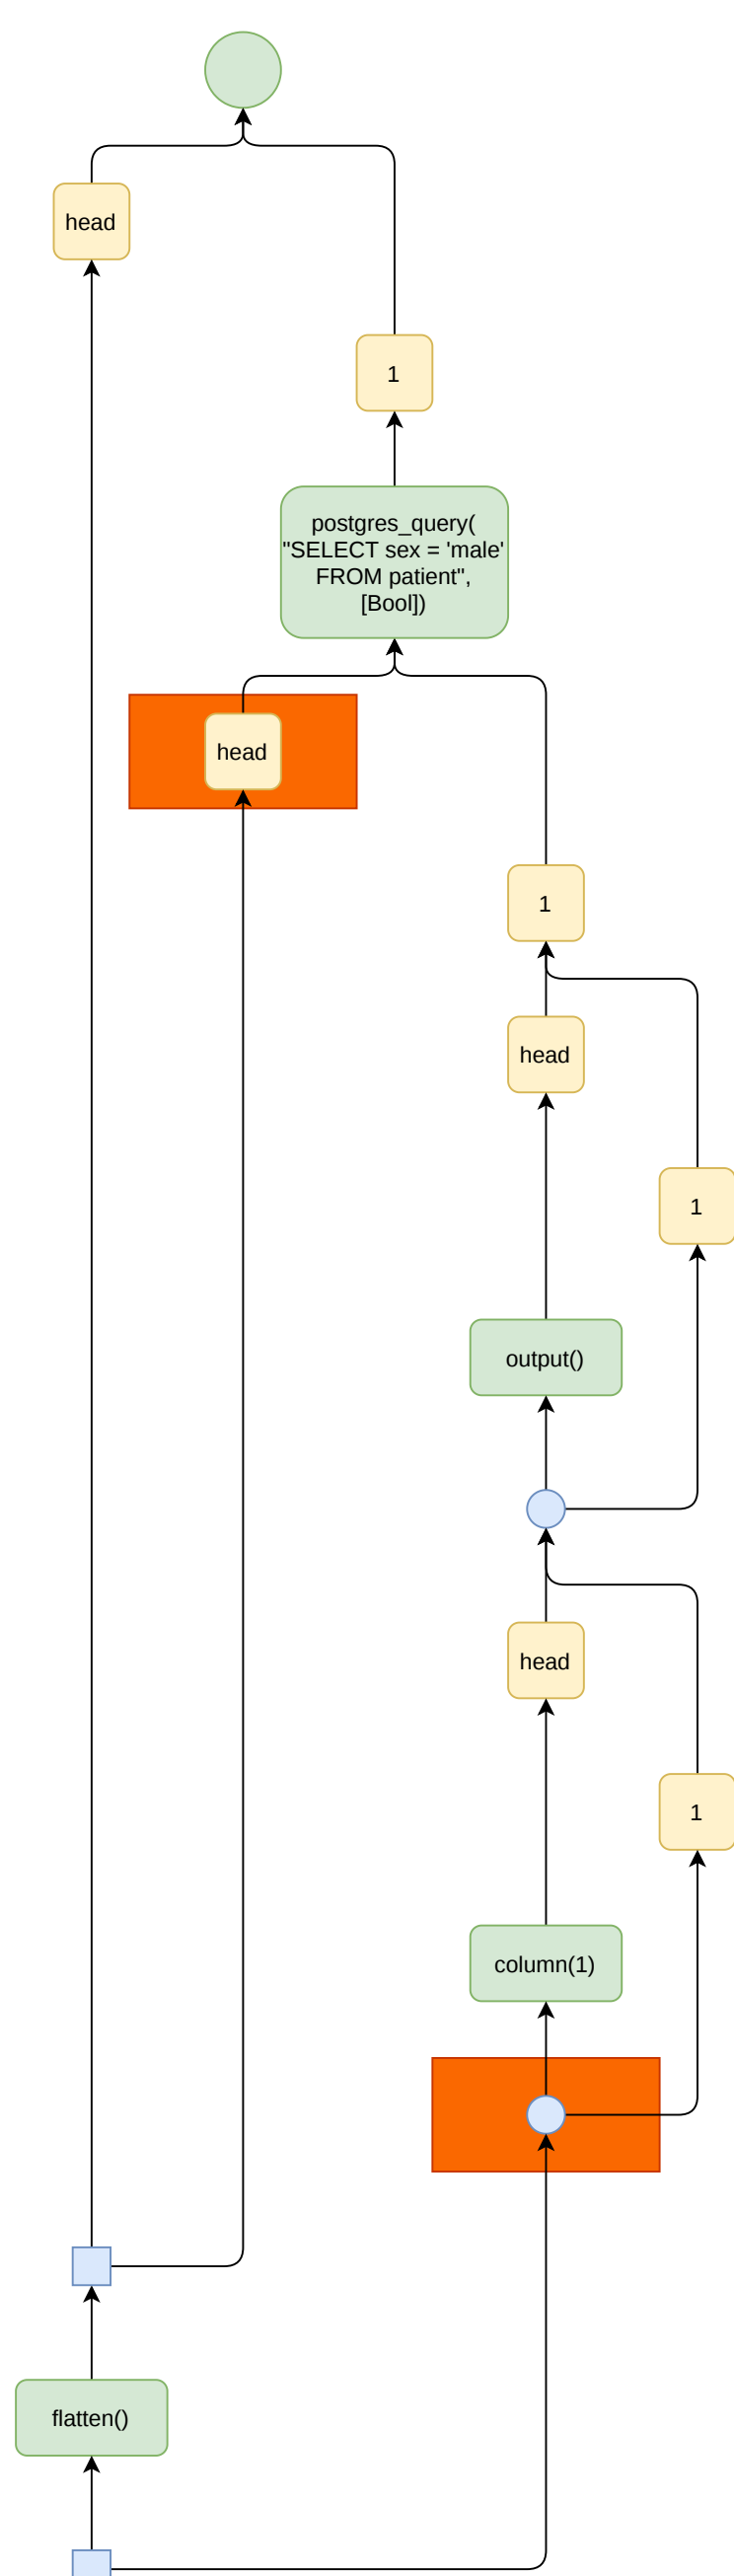 head
1
postgres_query(
"SELECT sex = 'male'
FROM patient",
[Bool])
head
1
head
1
output()
head
1
column(1)
flatten()